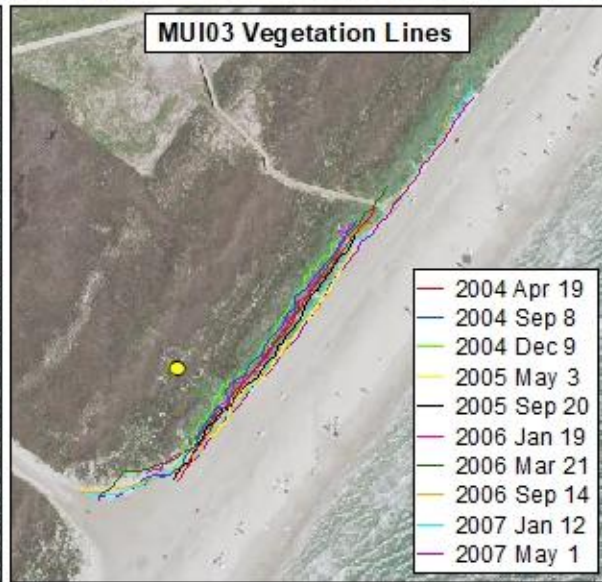 MUI03 Vegetation Lines
2004 Apr 19
2004 Sep 8
2004 Dec 9
2005 May 3
2005 Sep 20
2006 Jan 19
2006 Mar 21
2006 Sep 14
2007 Jan 12
2007 May 1